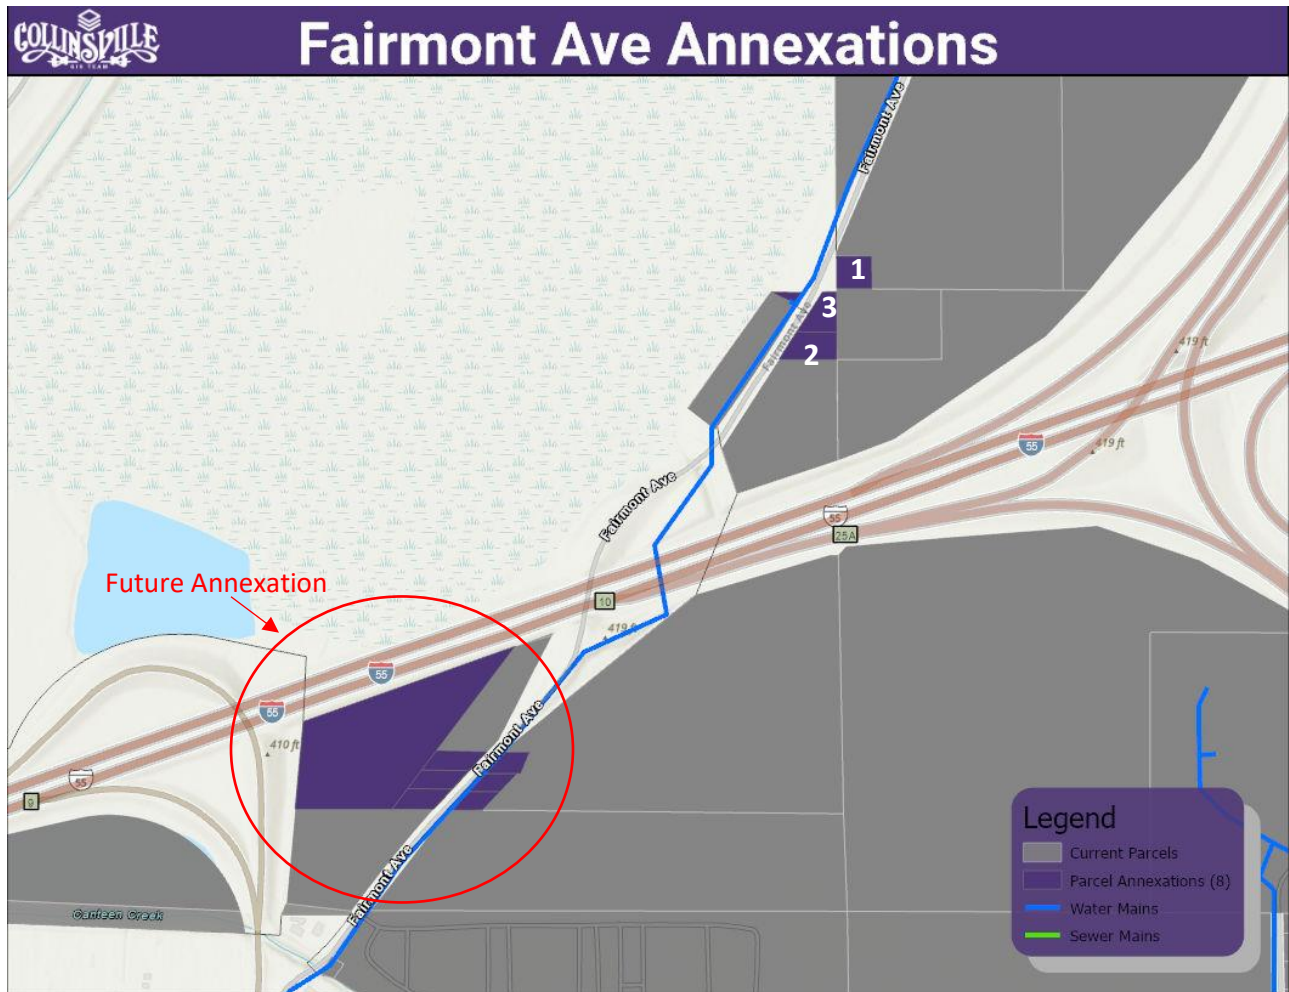 COLLINSVILLE
GIS TEAM
Fairmont Ave Annexations
Fairmont Ave
1
3
Fairmont Ave
2
419 ft
55
419 ft
Fairmont Ave
55
25A
Future Annexation
10
419 ft
55
55
Fairmont Ave
410 ft
55
9
Fairmont Ave
Canteen Creek
Legend
Current Parcels
Parcel Annexations (8)
Water Mains
Sewer Mains